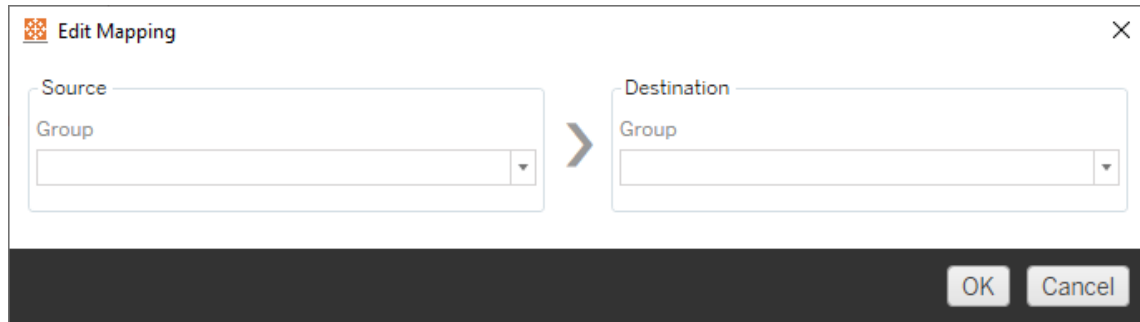 Edit Mapping
Source
Destination
Group
Group
OK
Cancel